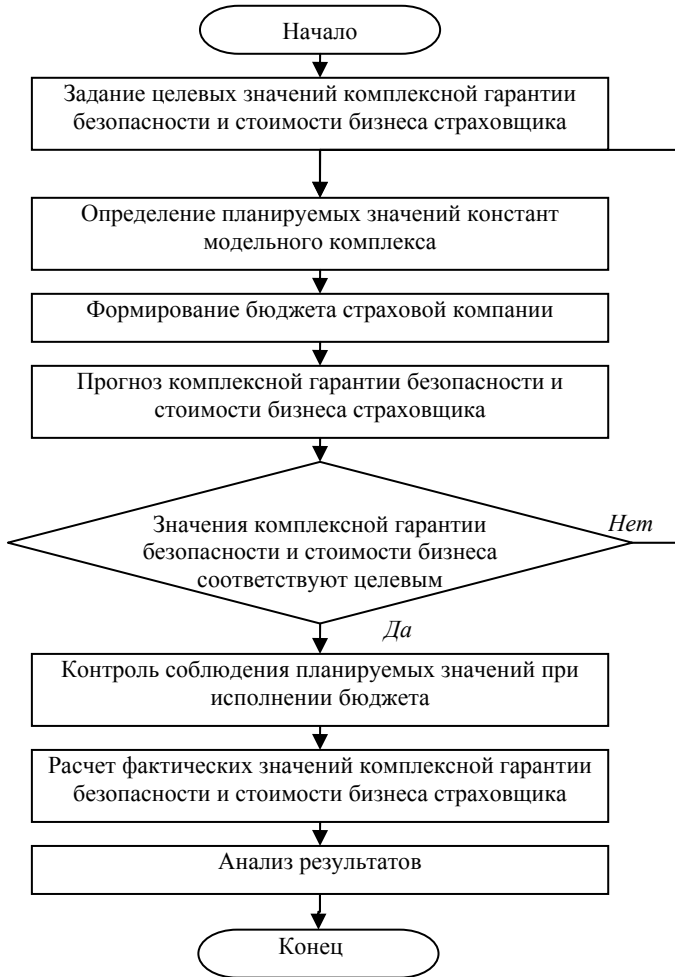 Начало
Задание целевых значений комплексной гарантии
безопасности и стоимости бизнеса страховщика
Определение планируемых значений констант
модельного комплекса
Формирование бюджета страховой компании
Прогноз комплексной гарантии безопасности и
стоимости бизнеса страховщика
Значения комплексной гарантии
безопасности и стоимости бизнеса
соответствуют целевым
Нет
Да
Контроль соблюдения планируемых значений при
исполнении бюджета
Расчет фактических значений комплексной гарантии
безопасности и стоимости бизнеса страховщика
Анализ результатов
Конец